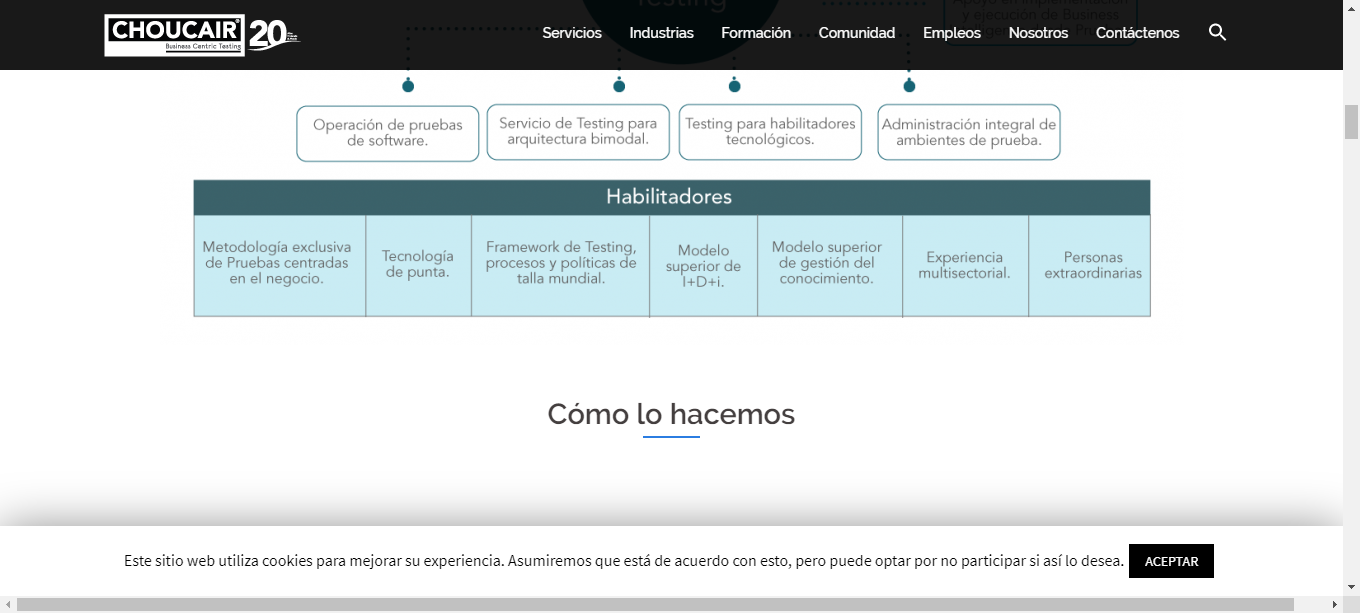 Testing
Apoyo en implementación
y ejecución de Business
CHOUCAIR
Business Centric Testing
20
Servicios
Industrias
Formación
Comunidad
Empleos
Nosotros
Contáctenos
Operación de pruebas
de software.
Servicio de Testing para
arquitectura bimodal.
Testing para habilitadores
tecnológicos.
Administración integral de
ambientes de prueba.
Habilitadores
Metodología exclusiva
de Pruebas centradas
en el negocio.
Tecnología
de punta.
Framework de Testing,
procesos y políticas de
talla mundial.
Modelo
superior de
I+D+i.
Modelo superior
de gestión del
conocimiento.
Experiencia
multisectorial.
Personas
extraordinarias
Cómo lo hacemos
Este sitio web utiliza cookies para mejorar su experiencia. Asumiremos que está de acuerdo con esto, pero puede optar por no participar si así lo desea.
ACEPTAR